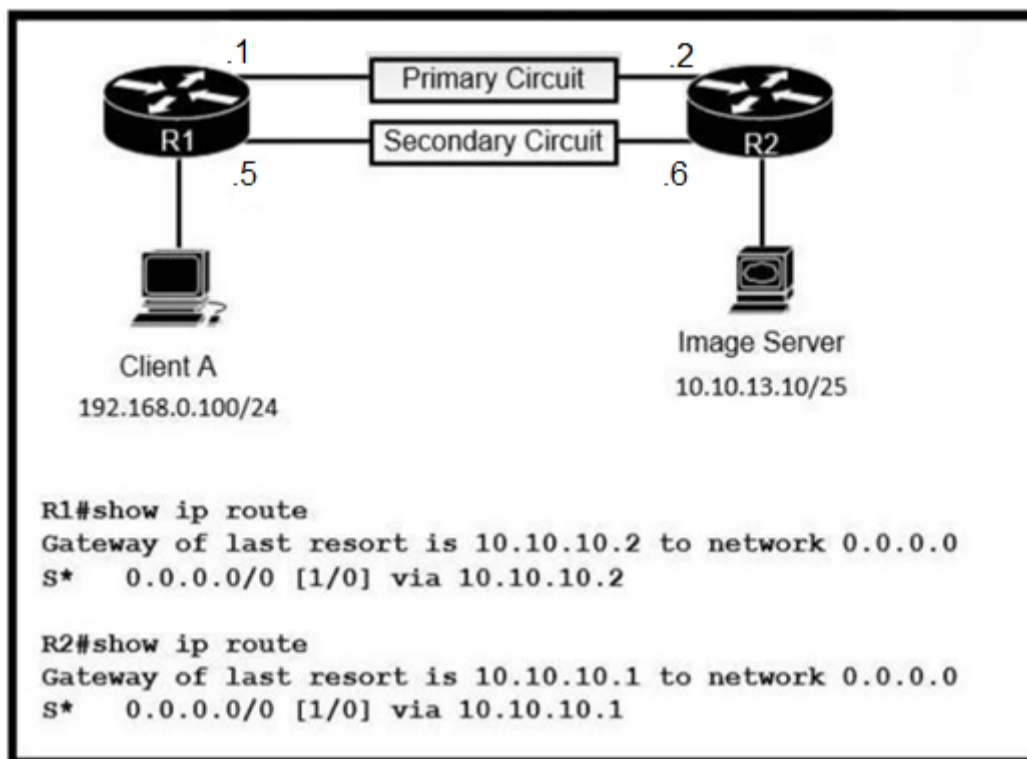 .1
Primary Circuit
.2
R1
Secondary Circuit
R2
.5
.6
Client A
192.168.0.100/24
Image Server
10.10.13.10/25
R1#show ip route
Gateway of last resort is 10.10.10.2 to network 0.0.0.0
S* 0.0.0.0/0 [1/0] via 10.10.10.2
R2#show ip route
Gateway of last resort is 10.10.10.1 to network 0.0.0.0
S* 0.0.0.0/0 [1/0] via 10.10.10.1